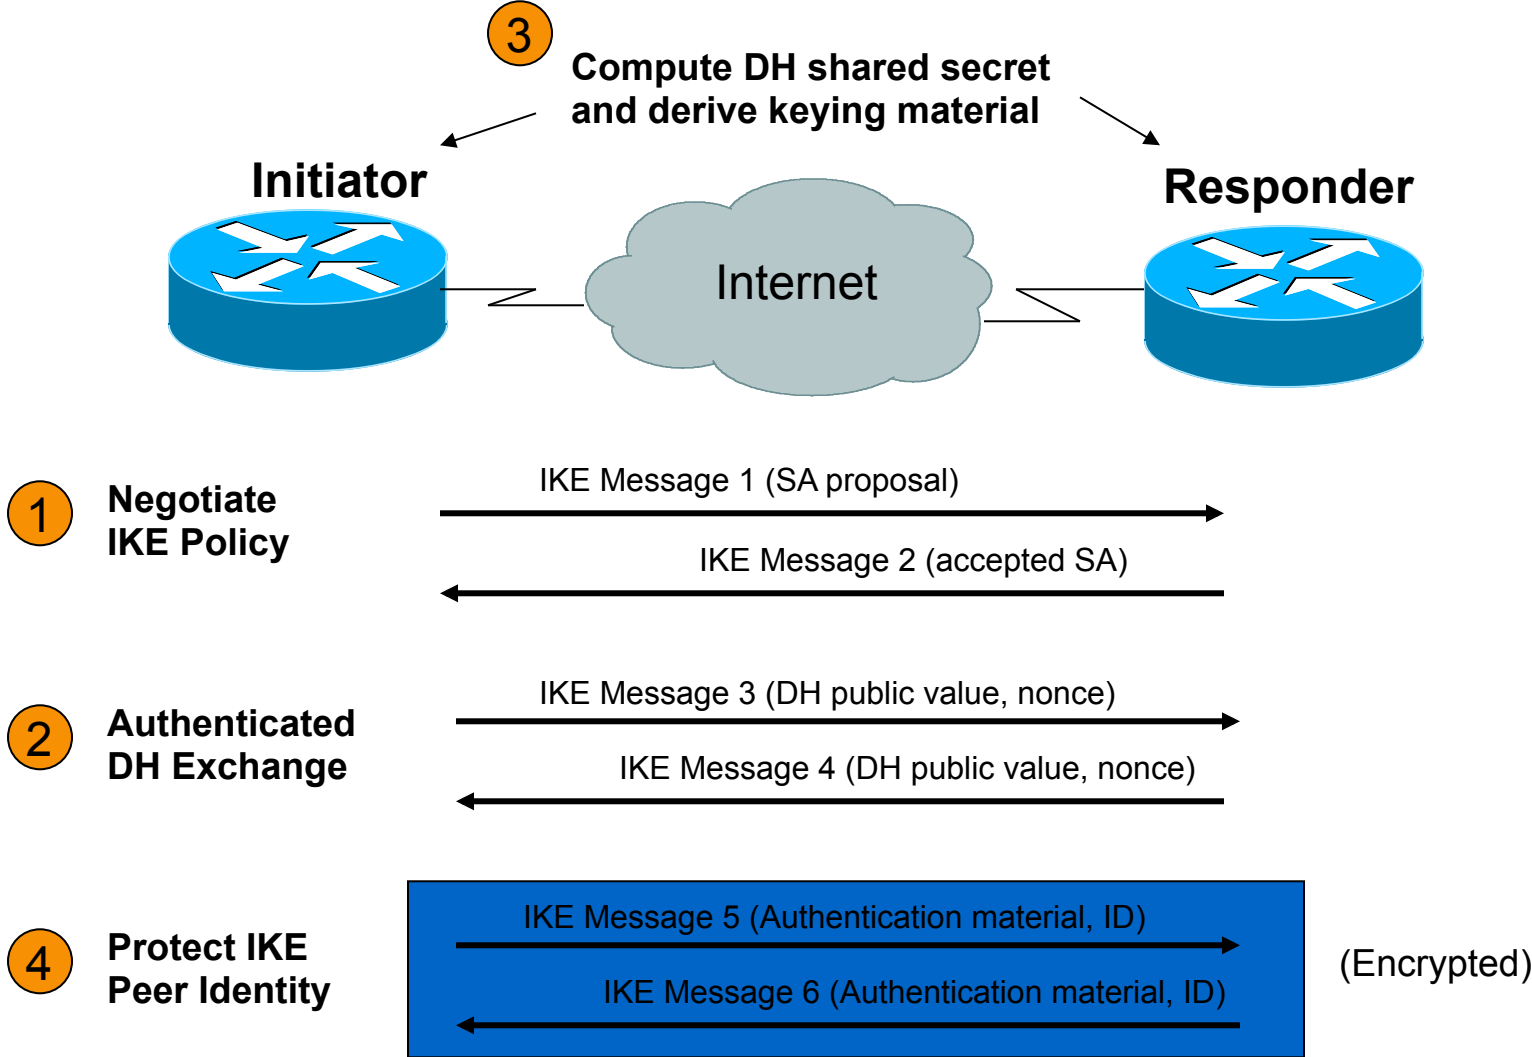 3
Compute DH shared secret
and derive keying material
Initiator
Responder
Internet
1
Negotiate
IKE Policy
IKE Message 1 (SA proposal)
IKE Message 2 (accepted SA)
2
Authenticated
DH Exchange
IKE Message 3 (DH public value, nonce)
IKE Message 4 (DH public value, nonce)
4
Protect IKE
Peer Identity
IKE Message 5 (Authentication material, ID)
IKE Message 6 (Authentication material, ID)
(Encrypted)